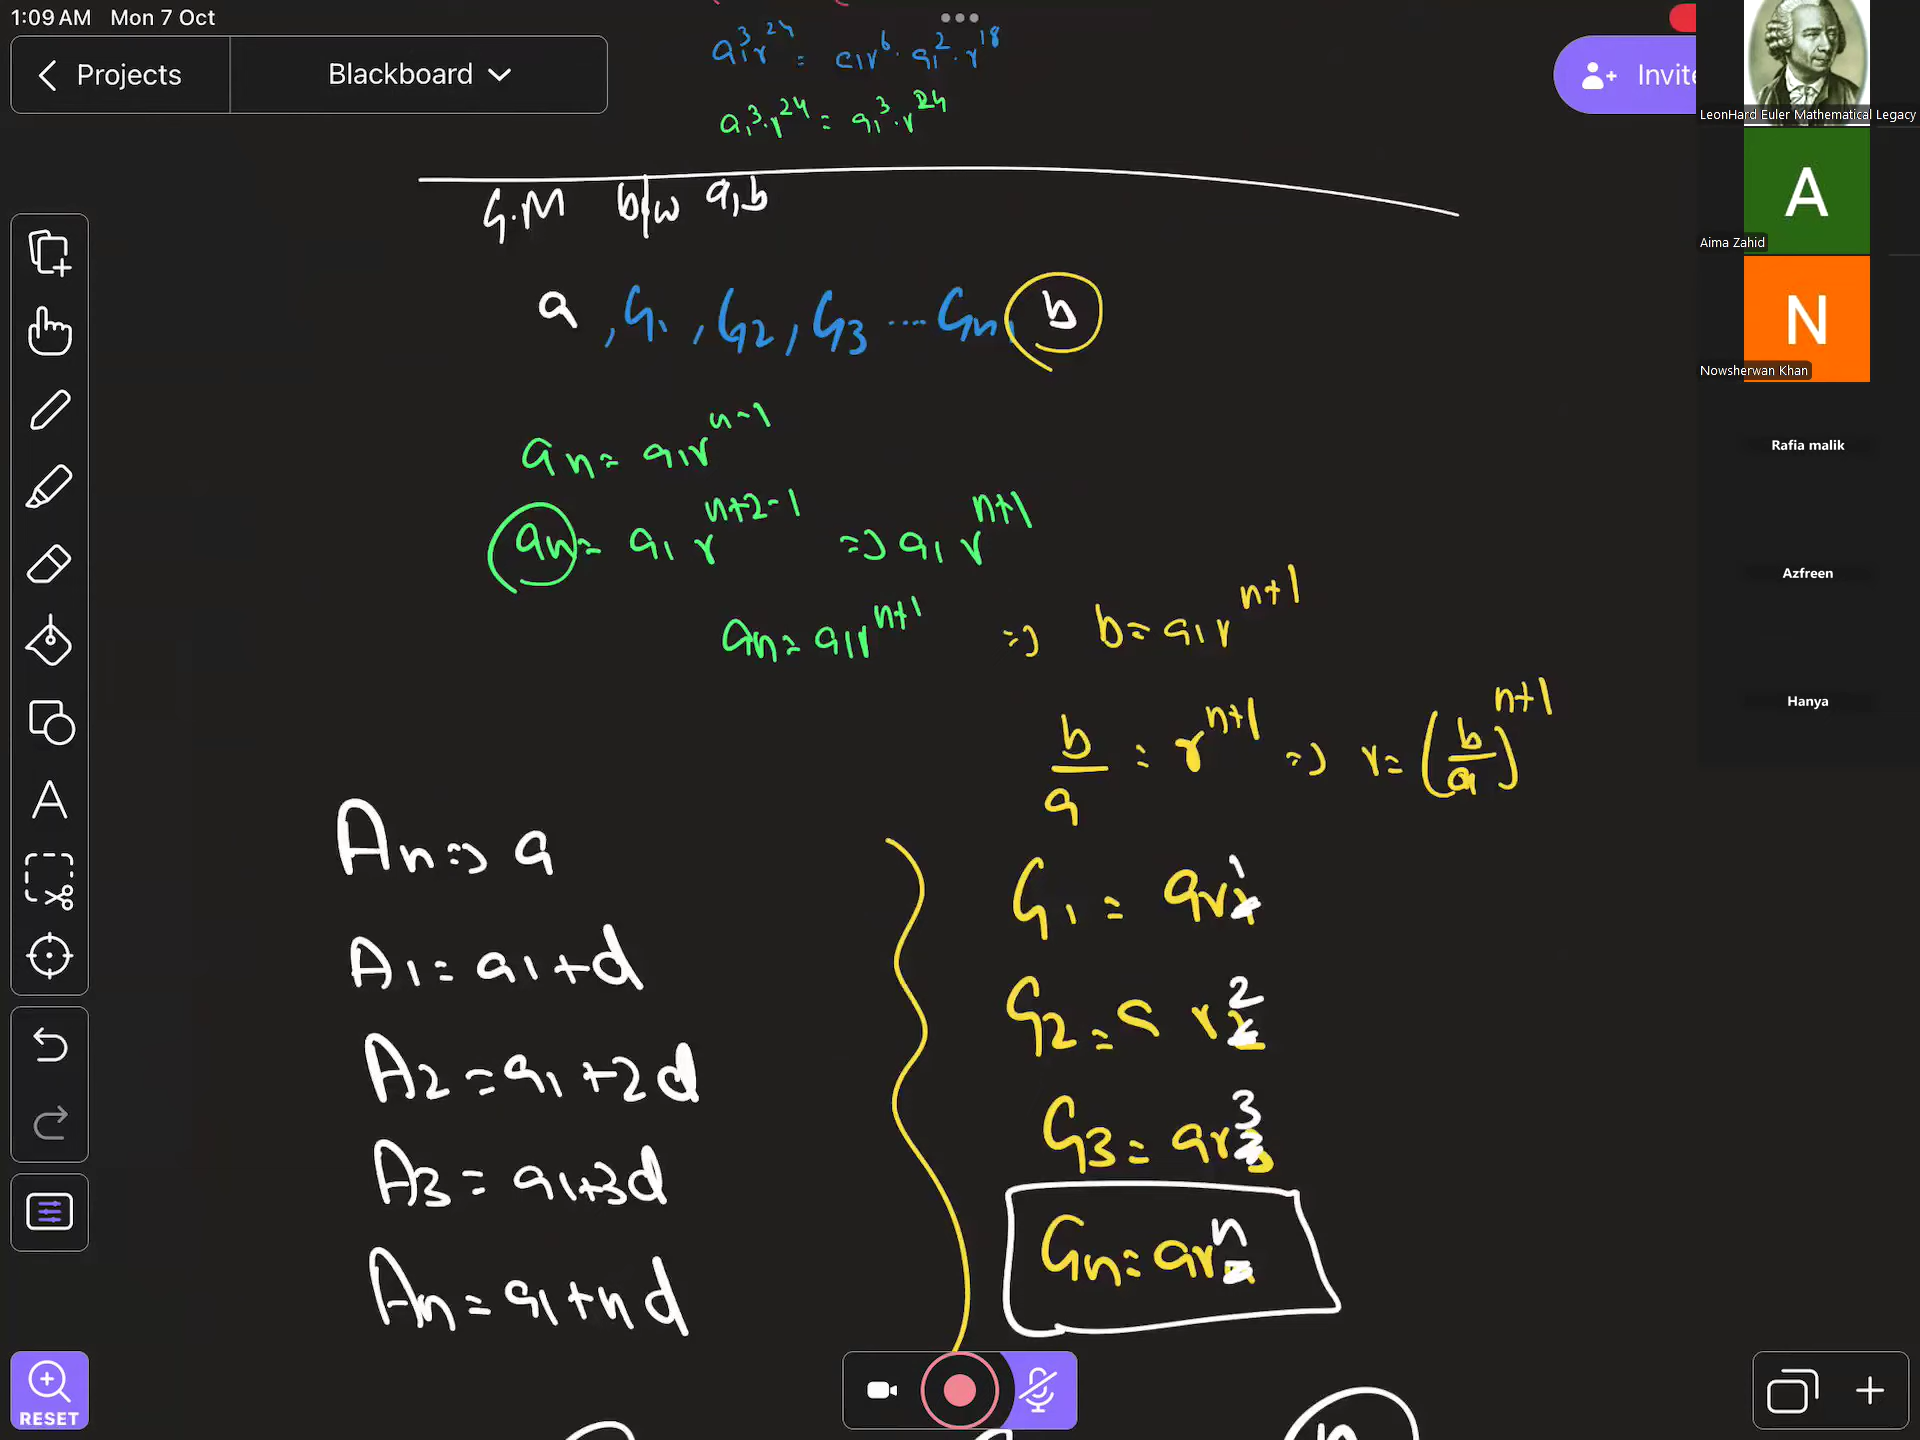 1:09 AM Mon 7 Oct
Projects
Blackboard
Invite
LeonHard Euler Mathematical Legacy
A
Aima Zahid
N
Nowsherwan Khan
Rafia malik
Azfreen
Hanya
a₁³r²⁴ = a₁r⁶ · a₁² · r¹⁸
a₁³·r²⁴ = a₁³·r²⁴
G.M b/w a,b
a , G₁ , G₂ , G₃ .... Gn, b
an = a₁r^(n-1)
an = a₁ r^(n+2-1) => a₁ r^(n+1)
an = a₁r^(n+1) => b = a₁r^(n+1)
b/a = r^(n+1) => r = (b/a)^(n+1)
An => a
A₁ = a₁+d
A₂ = a₁+2d
A₃ = a₁+3d
An = a₁+nd
G₁ = ar¹
G₂ = a r²
G₃ = ar³
Gn = ar^n
A
RESET